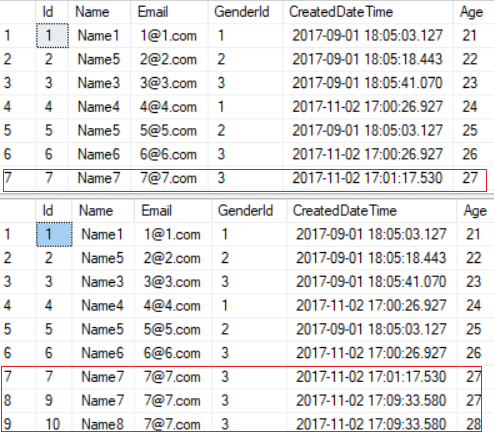 Id Name Email GenderId CreatedDateTime Age
1 1 Name1 1@1.com 1 2017-09-01 18:05:03.127 21
2 2 Name5 2@2.com 2 2017-09-01 18:05:18.443 22
3 3 Name3 3@3.com 3 2017-09-01 18:05:41.070 23
4 4 Name4 4@4.com 1 2017-11-02 17:00:26.927 24
5 5 Name5 5@5.com 2 2017-09-01 18:05:03.127 25
6 6 Name6 6@6.com 3 2017-11-02 17:00:26.927 26
7 7 Name7 7@7.com 3 2017-11-02 17:01:17.530 27
Id Name Email GenderId CreatedDateTime Age
1 1 Name1 1@1.com 1 2017-09-01 18:05:03.127 21
2 2 Name5 2@2.com 2 2017-09-01 18:05:18.443 22
3 3 Name3 3@3.com 3 2017-09-01 18:05:41.070 23
4 4 Name4 4@4.com 1 2017-11-02 17:00:26.927 24
5 5 Name5 5@5.com 2 2017-09-01 18:05:03.127 25
6 6 Name6 6@6.com 3 2017-11-02 17:00:26.927 26
7 7 Name7 7@7.com 3 2017-11-02 17:01:17.530 27
8 9 Name7 7@7.com 3 2017-11-02 17:09:33.580 27
9 10 Name8 7@7.com 3 2017-11-02 17:09:33.580 28